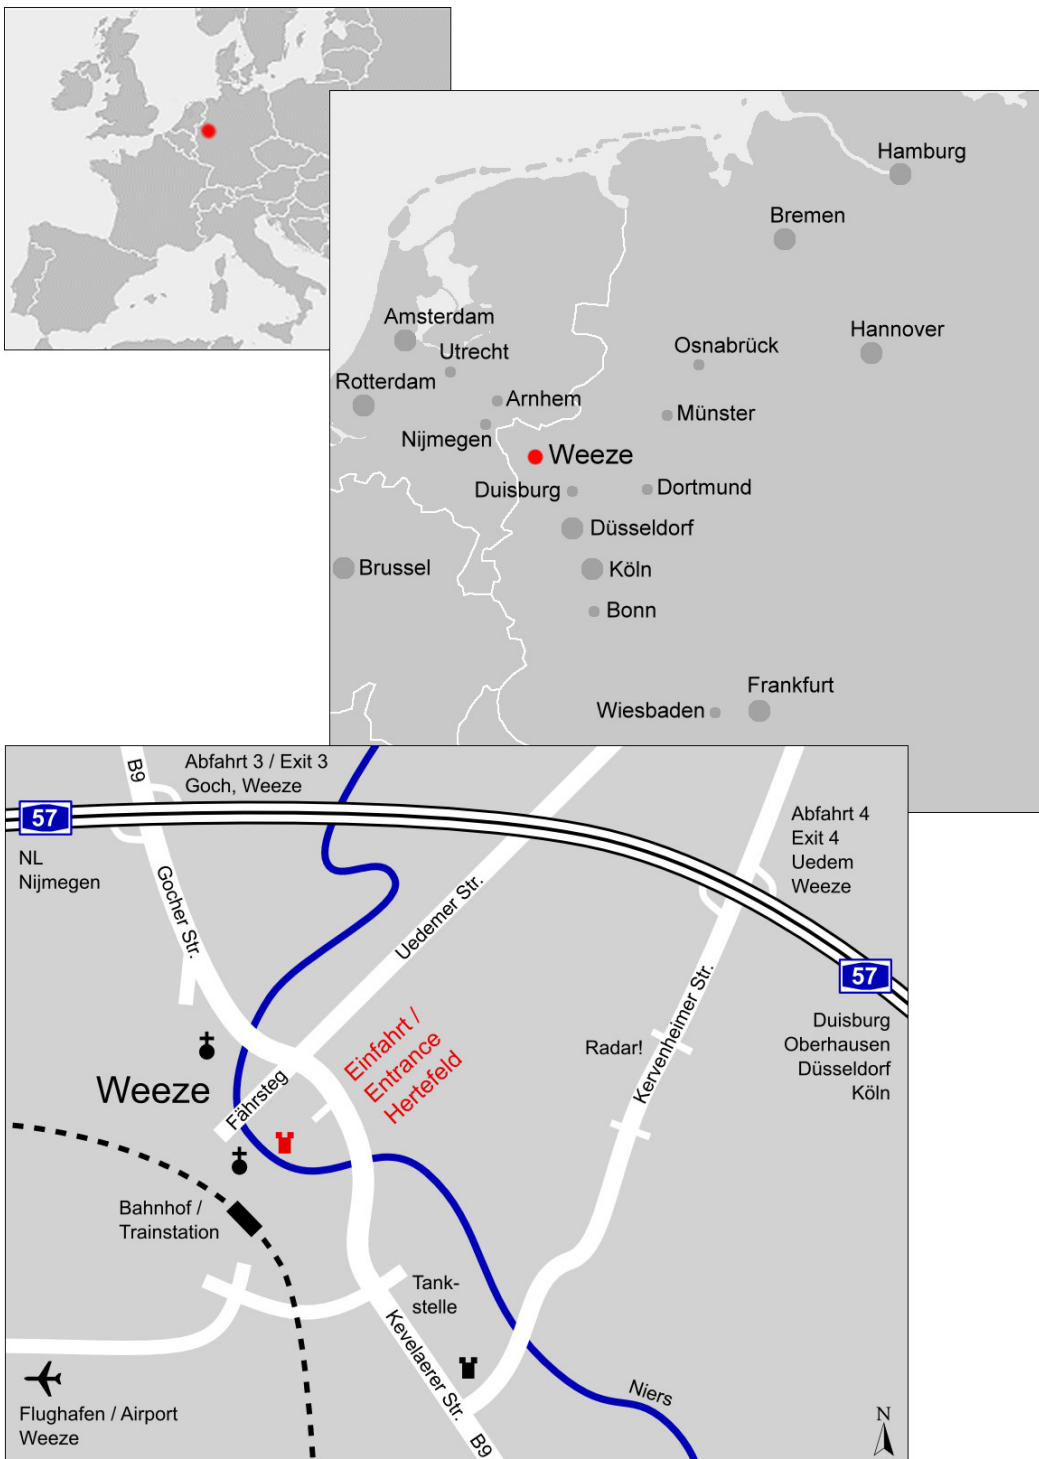 Hamburg
Bremen
Amsterdam
Hannover
Utrecht
Osnabrück
Rotterdam
Arnhem
Münster
Nijmegen
Weeze
Duisburg
Dortmund
Düsseldorf
Brussel
Köln
Bonn
Frankfurt
Wiesbaden
B9
Abfahrt 3 / Exit 3
Goch, Weeze
57
NL
Nijmegen
Abfahrt 4
Exit 4
Uedem
Weeze
Gocher Str.
Uedemer Str.
57
Duisburg
Oberhausen
Düsseldorf
Köln
Kervenheimer Str.
Radar!
Einfahrt /
Entrance
Hertefeld
Weeze
Fährsteg
Bahnhof /
Trainstation
Tank-
stelle
Kevelaerer Str.
Niers
Flughafen / Airport
Weeze
B9
N